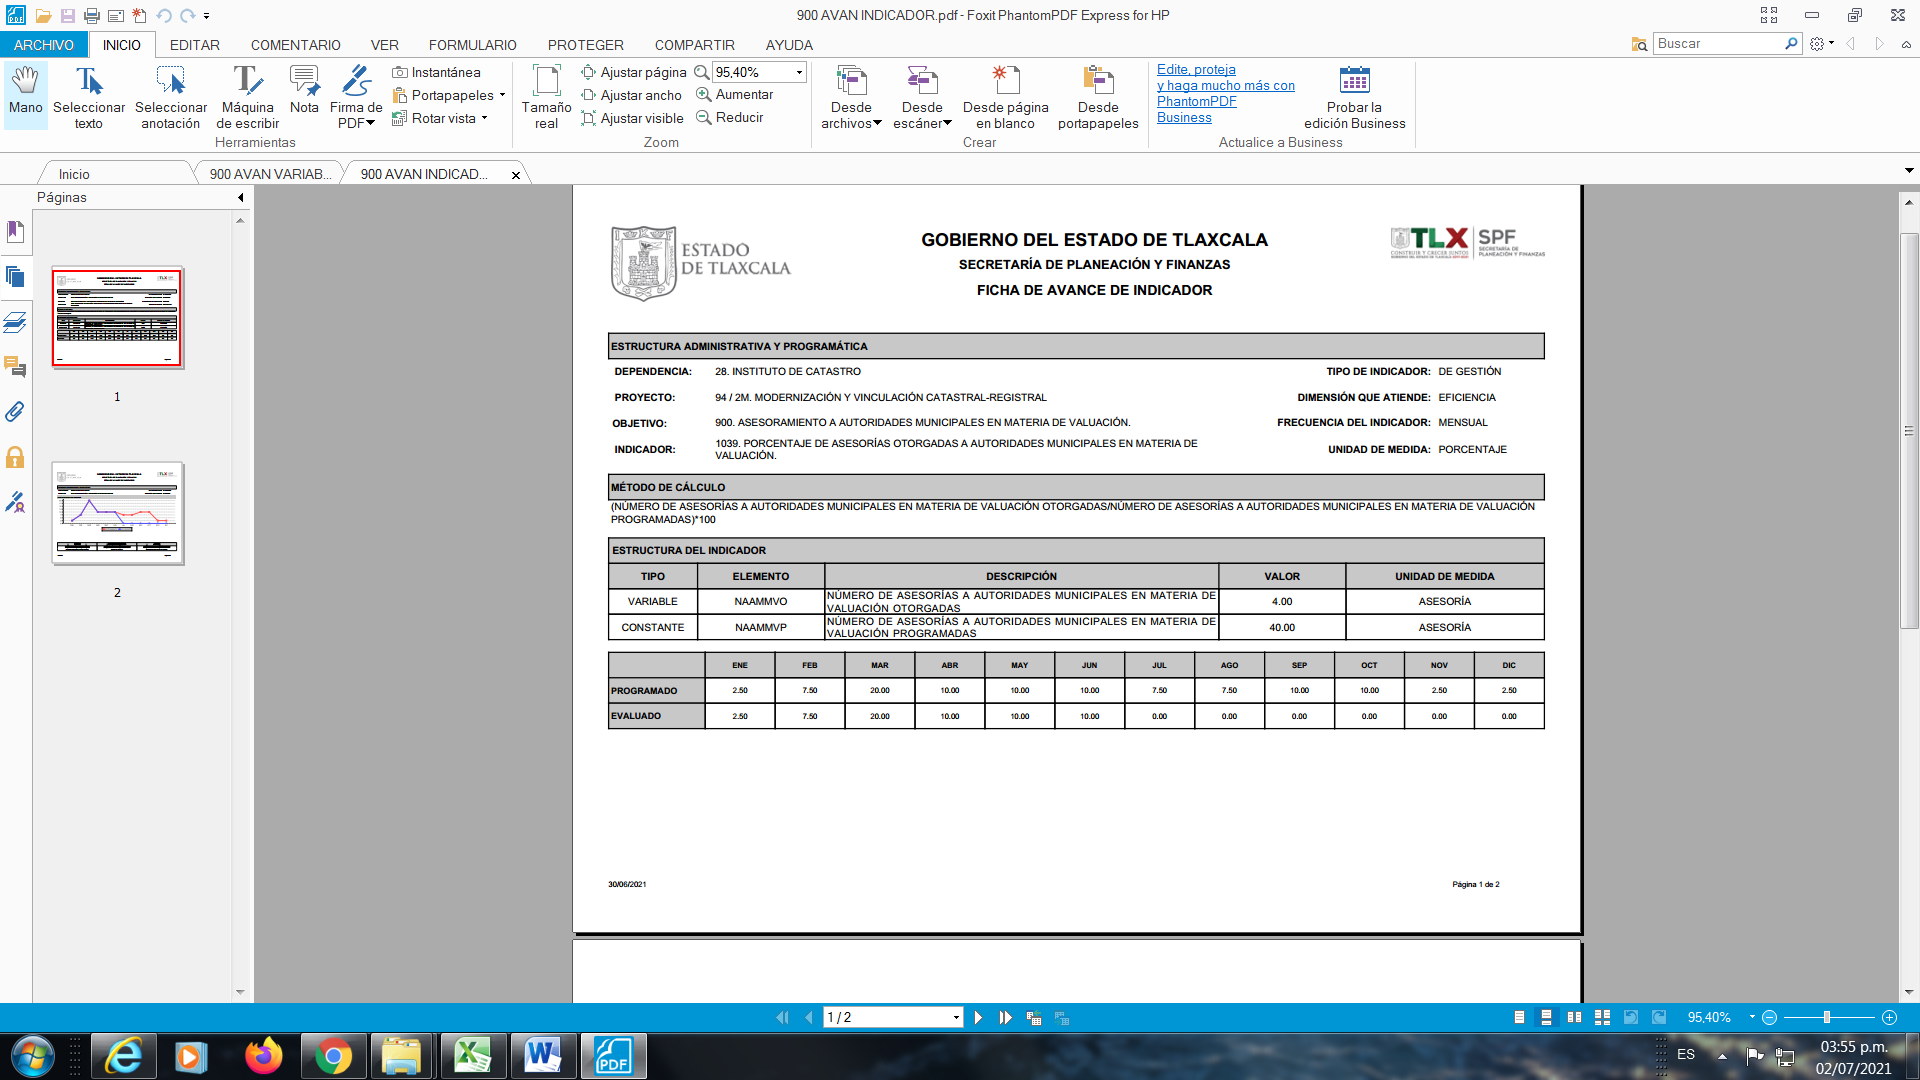 900 AVAN INDICADOR.pdf - Foxit PhantomPDF Express for HP
ARCHIVO INICIO EDITAR COMENTARIO VER FORMULARIO PROTEGER COMPARTIR AYUDA Buscar
Mano
Seleccionar texto
Seleccionar anotación
Máquina de escribir
Nota
Firma de PDF
Instantánea
Portapapeles
Rotar vista
Herramientas
Tamaño real
Ajustar página
Ajustar ancho
Ajustar visible
95,40%
Aumentar
Reducir
Zoom
Desde archivos
Desde escáner
Desde página en blanco
Desde portapapeles
Crear
Edite, proteja
y haga mucho más con
PhantomPDF
Business
Probar la edición Business
Actualice a Business
Inicio 900 AVAN VARIAB... 900 AVAN INDICAD...
Páginas
1
2
ESTADO
DE TLAXCALA
GOBIERNO DEL ESTADO DE TLAXCALA
SECRETARÍA DE PLANEACIÓN Y FINANZAS
FICHA DE AVANCE DE INDICADOR
TLX
CONSTRUIR Y CRECER JUNTOS
SPF
SECRETARÍA DE
PLANEACIÓN Y FINANZAS
ESTRUCTURA ADMINISTRATIVA Y PROGRAMÁTICA
DEPENDENCIA: 28. INSTITUTO DE CATASTRO TIPO DE INDICADOR: DE GESTIÓN
PROYECTO: 94 / 2M. MODERNIZACIÓN Y VINCULACIÓN CATASTRAL-REGISTRAL DIMENSIÓN QUE ATIENDE: EFICIENCIA
OBJETIVO: 900. ASESORAMIENTO A AUTORIDADES MUNICIPALES EN MATERIA DE VALUACIÓN. FRECUENCIA DEL INDICADOR: MENSUAL
INDICADOR: 1039. PORCENTAJE DE ASESORÍAS OTORGADAS A AUTORIDADES MUNICIPALES EN MATERIA DE
VALUACIÓN. UNIDAD DE MEDIDA: PORCENTAJE
MÉTODO DE CÁLCULO
(NÚMERO DE ASESORÍAS A AUTORIDADES MUNICIPALES EN MATERIA DE VALUACIÓN OTORGADAS/NÚMERO DE ASESORÍAS A AUTORIDADES MUNICIPALES EN MATERIA DE VALUACIÓN
PROGRAMADAS)*100
ESTRUCTURA DEL INDICADOR
TIPO ELEMENTO DESCRIPCIÓN VALOR UNIDAD DE MEDIDA
VARIABLE NAAMMVO NÚMERO DE ASESORÍAS A AUTORIDADES MUNICIPALES EN MATERIA DE
VALUACIÓN OTORGADAS 4.00 ASESORÍA
CONSTANTE NAAMMVP NÚMERO DE ASESORÍAS A AUTORIDADES MUNICIPALES EN MATERIA DE
VALUACIÓN PROGRAMADAS 40.00 ASESORÍA
ENE FEB MAR ABR MAY JUN JUL AGO SEP OCT NOV DIC
PROGRAMADO 2.50 7.50 20.00 10.00 10.00 10.00 7.50 7.50 10.00 10.00 2.50 2.50
EVALUADO 2.50 7.50 20.00 10.00 10.00 10.00 0.00 0.00 0.00 0.00 0.00 0.00
30/06/2021 Página 1 de 2
1 / 2 95,40%
ES 03:55 p.m.
02/07/2021